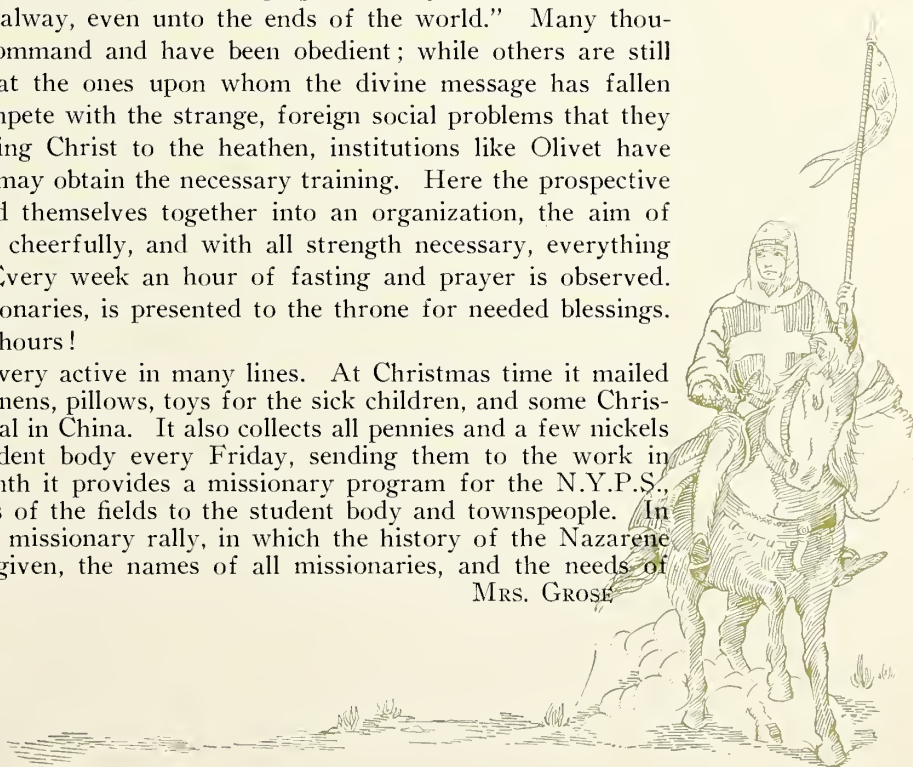 alway, even unto the ends of the world.” Many thou-
ommand and have been obedient; while others are still
at the ones upon whom the divine message has fallen
npete with the strange, foreign social problems that they
ing Christ to the heathen, institutions like Olivet have
may obtain the necessary training. Here the prospective
d themselves together into an organization, the aim of
cheerfully, and with all strength necessary, everything
Every week an hour of fasting and prayer is observed.
onaries, is presented to the throne for needed blessings.
hours!
very active in many lines. At Christmas time it mailed
nens, pillows, toys for the sick children, and some Chris-
al in China. It also collects all pennies and a few nickels
dent body every Friday, sending them to the work in
nth it provides a missionary program for the N.Y.P.S.,
s of the fields to the student body and townspeople. In
missionary rally, in which the history of the Nazarene
given, the names of all missionaries, and the needs of
MRS. GROSE